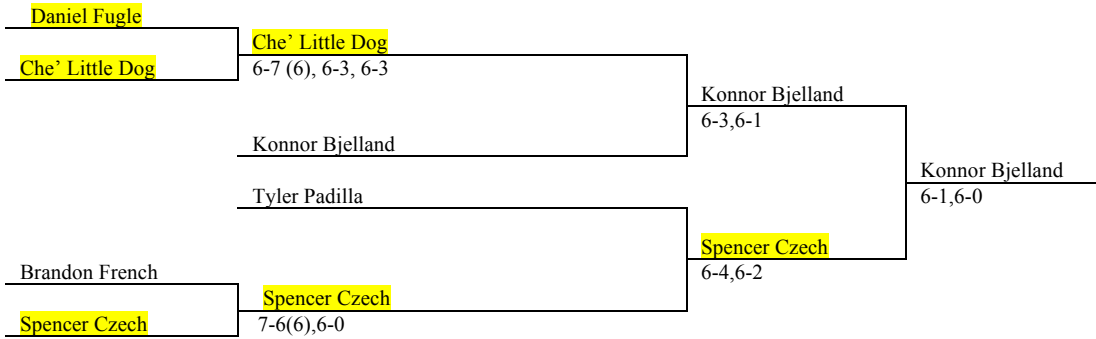 Daniel Fugle
Che’ Little Dog
Che’ Little Dog
6-7 (6), 6-3, 6-3
Konnor Bjelland
Konnor Bjelland
6-3,6-1
Tyler Padilla
Konnor Bjelland
6-1,6-0
Spencer Czech
6-4,6-2
Brandon French
Spencer Czech
Spencer Czech
7-6(6),6-0